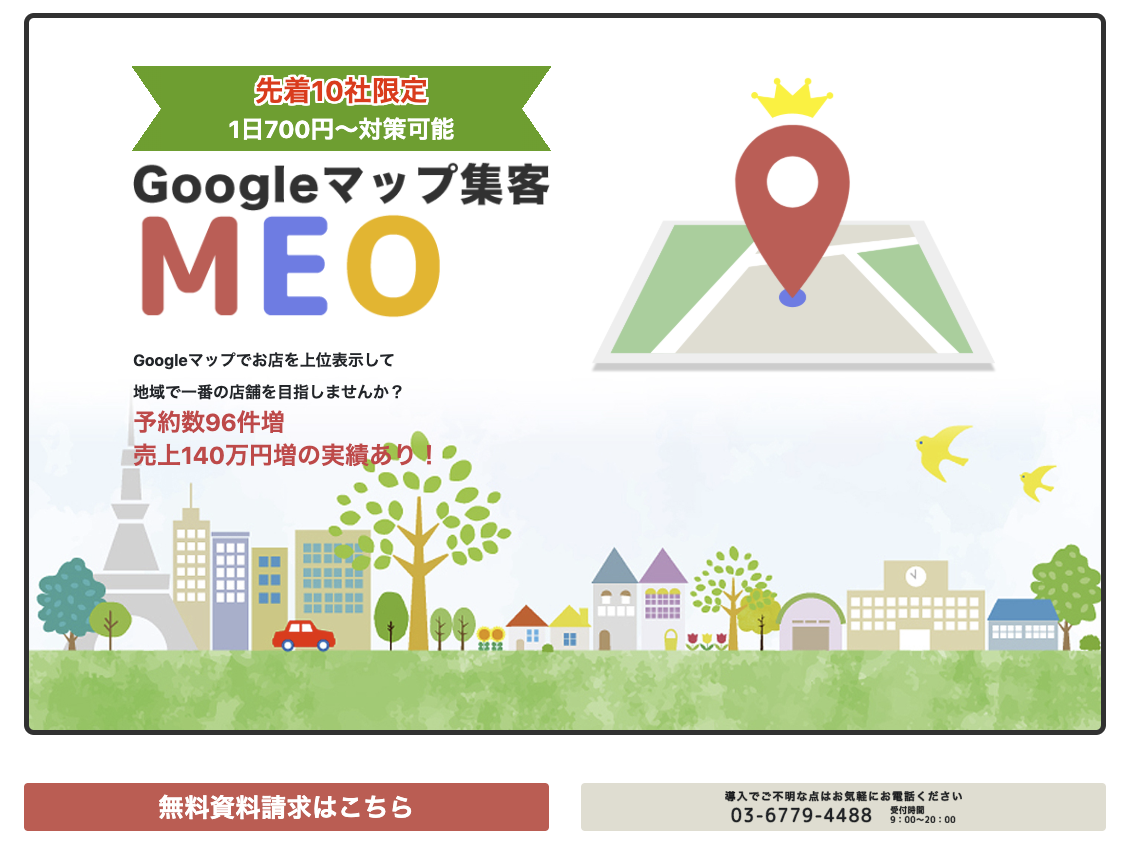 先着10社限定
1日700円〜対策可能
Googleマップ集客
MEO
Googleマップでお店を上位表示して
地域で一番の店舗を目指しませんか？
予約数96件増
売上140万円増の実績あり！
無料資料請求はこちら
導入でご不明な点はお気軽にお電話ください
03-6779-4488
受付時間
9：00〜20：00